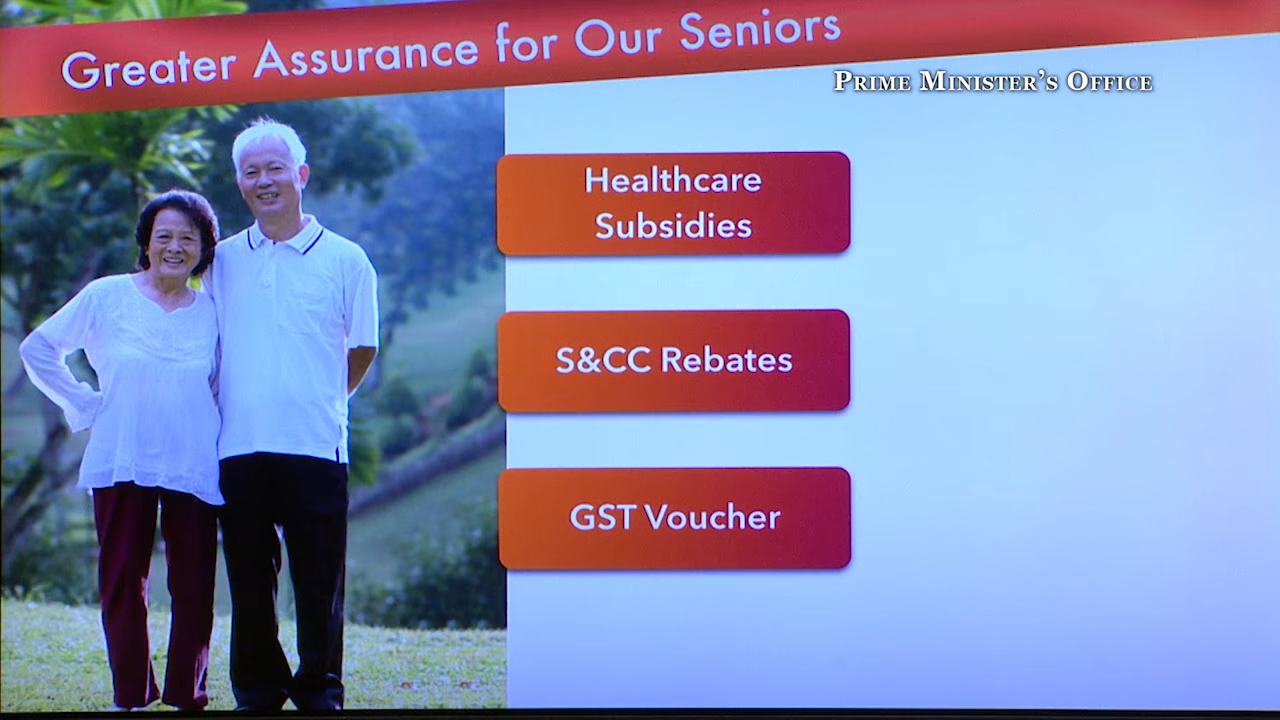 Greater Assurance for Our Seniors
PRIME MINISTER'S OFFICE
Healthcare
Subsidies
S&CC Rebates
GST Voucher